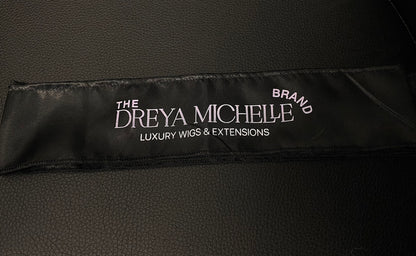 THE
DREYA MICHELLE
BRAND
LUXURY WIGS & EXTENSIONS